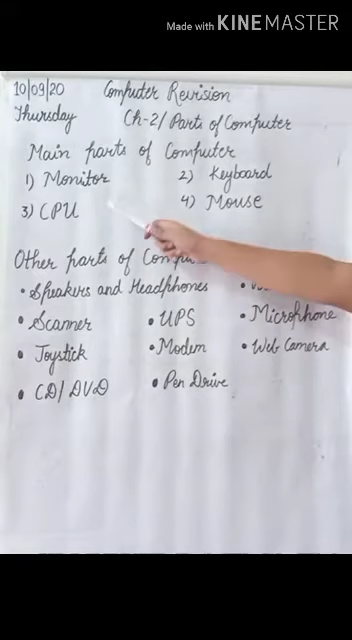 Made with KINEMASTER
10/09/20 Computer Revision
Thursday Ch-2/ Parts of Computer
Main parts of Computer
1) Monitor 2) Keyboard
3) CPU 4) Mouse
Other parts of
• Speakers and Headphones •
• Scanner • UPS • Microphone
• Joystick • Modem • Web Camera
• CD/DVD • Pen Drive